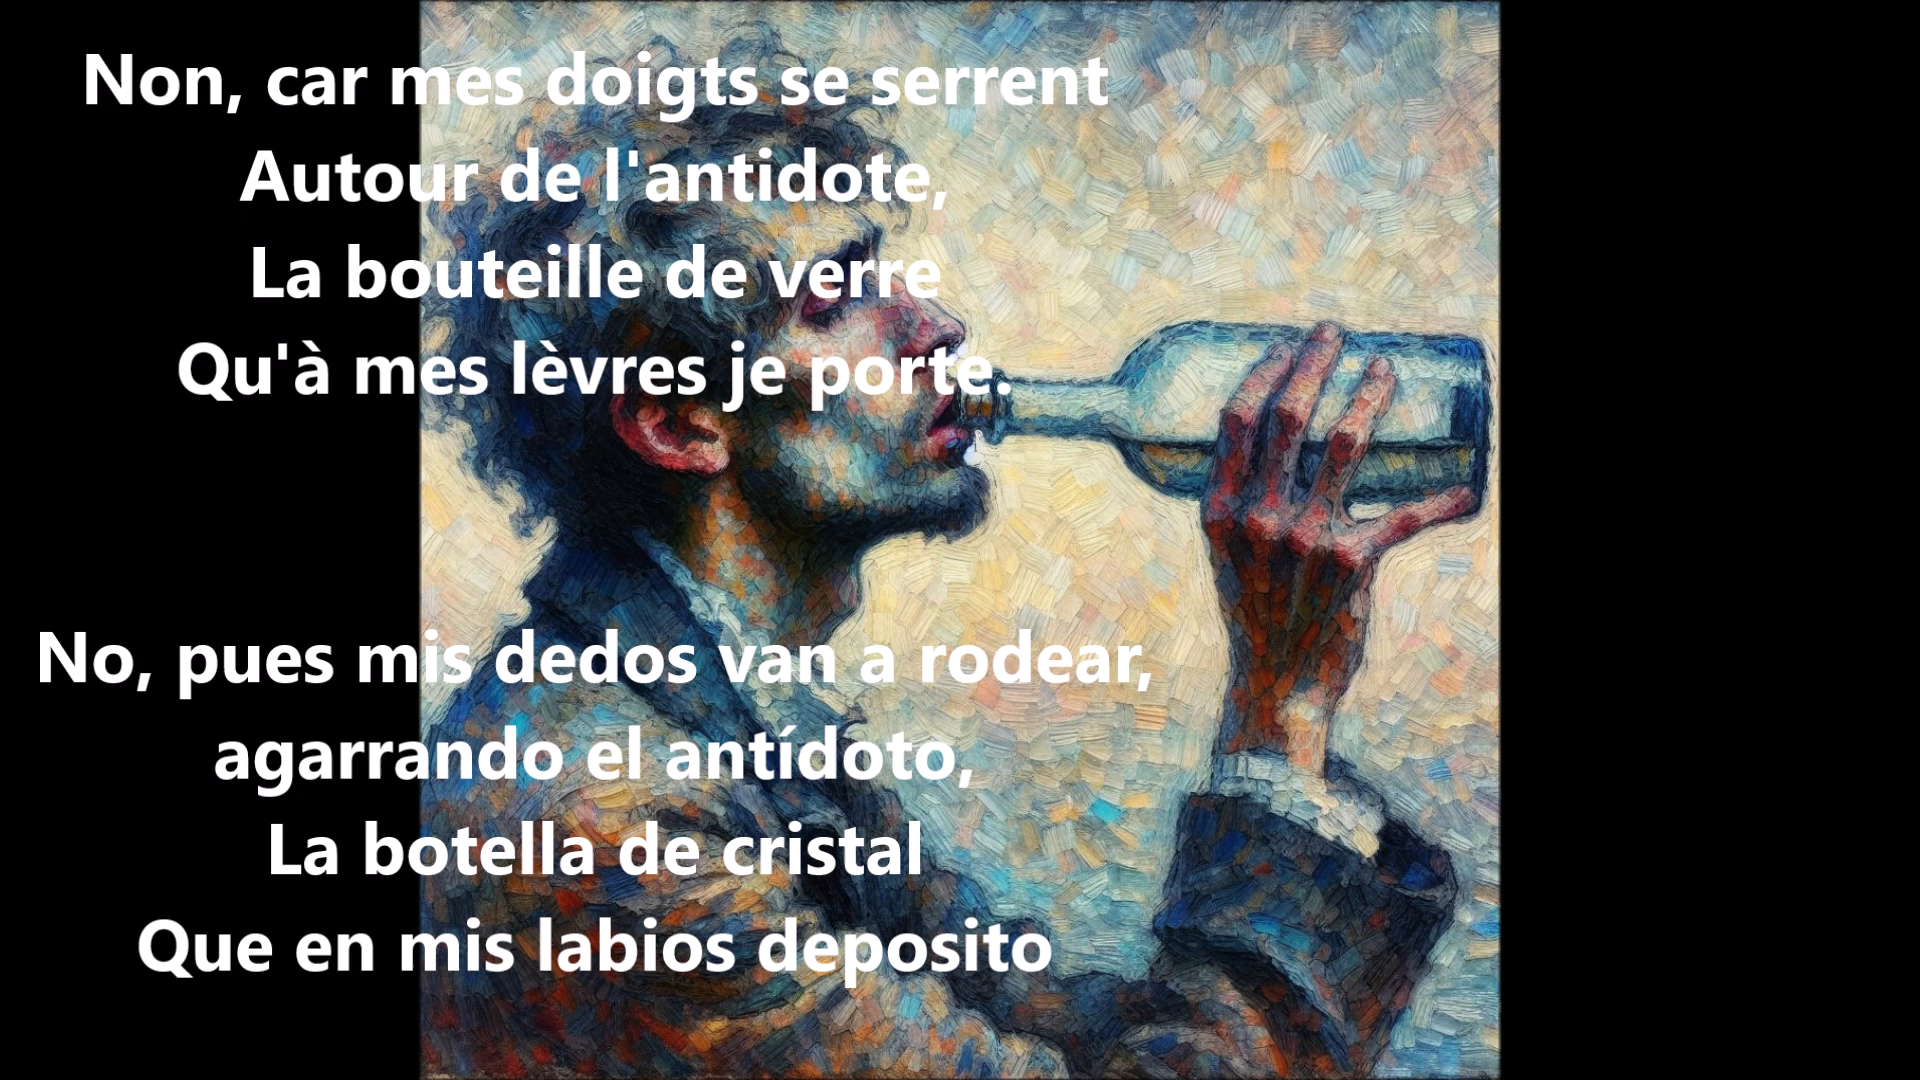 Non, car mes doigts se serrent
Autour de l'antidote,
La bouteille de verre
Qu'à mes lèvres je porte.
No, pues mis dedos van a rodear,
agarrando el antídoto,
La botella de cristal
Que en mis labios deposito